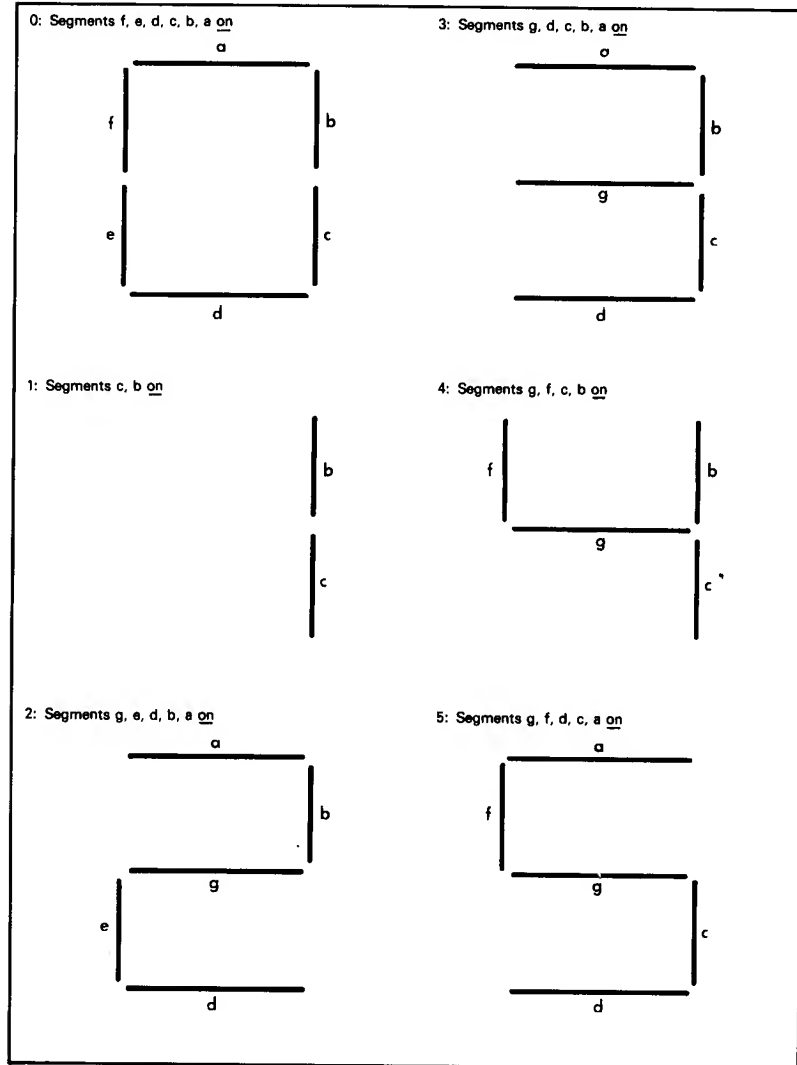 0: Segments f, e, d, c, b, a on
a
f
b
e
c
d
3: Segments g, d, c, b, a on
a
b
g
c
d
1: Segments c, b on
b
c
4: Segments g, f, c, b on
f
b
g
c
2: Segments g, e, d, b, a on
a
b
g
e
d
5: Segments g, f, d, c, a on
a
f
g
c
d